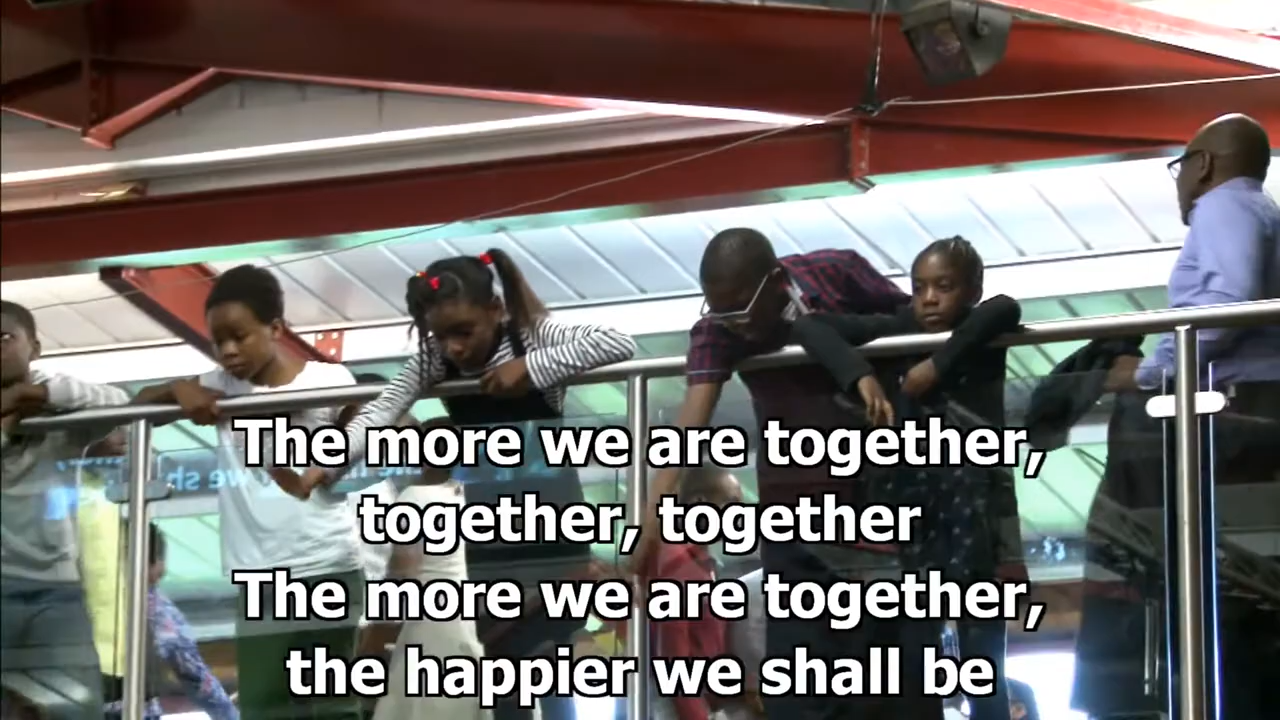 The more we are together,
together, together
The more we are together,
the happier we shall be